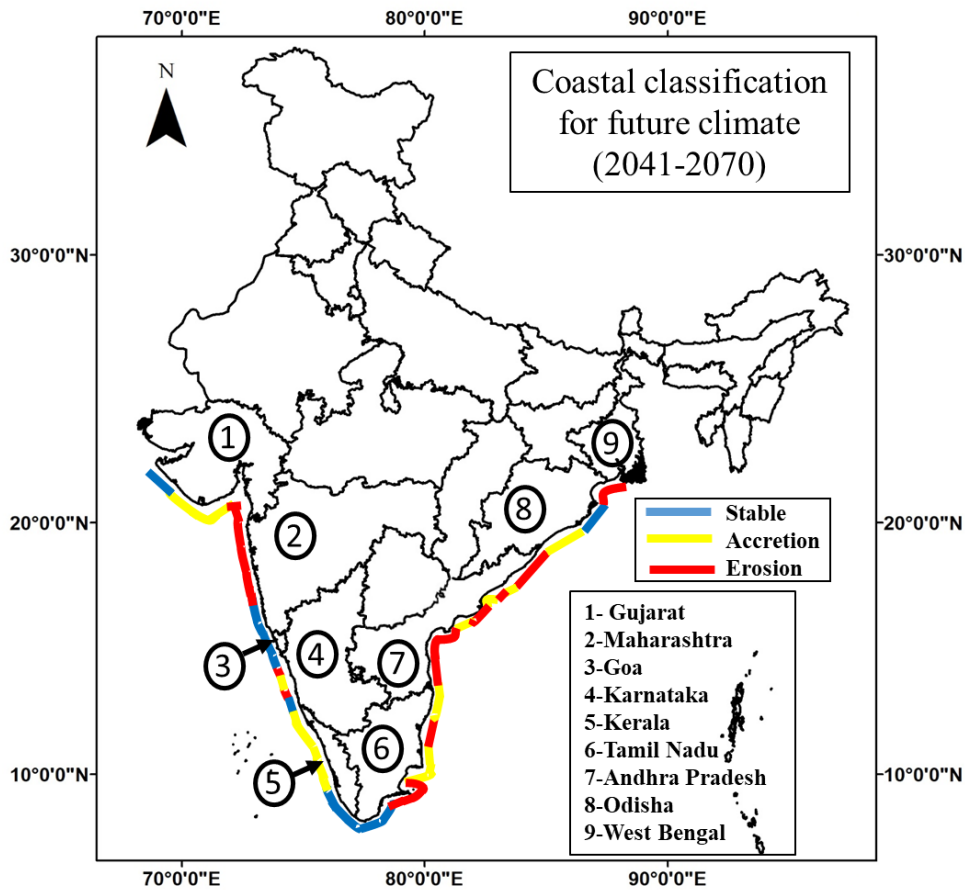 70°0'0"E 80°0'0"E 90°0'0"E
N
Coastal classification
for future climate
(2041-2070)
30°0'0"N 30°0'0"N
1
9
8
20°0'0"N 20°0'0"N
2
Stable
Accretion
Erosion
1- Gujarat
2-Maharashtra
3-Goa
4-Karnataka
5-Kerala
6-Tamil Nadu
7-Andhra Pradesh
8-Odisha
9-West Bengal
3
4
7
6
5
10°0'0"N 10°0'0"N
70°0'0"E 80°0'0"E 90°0'0"E